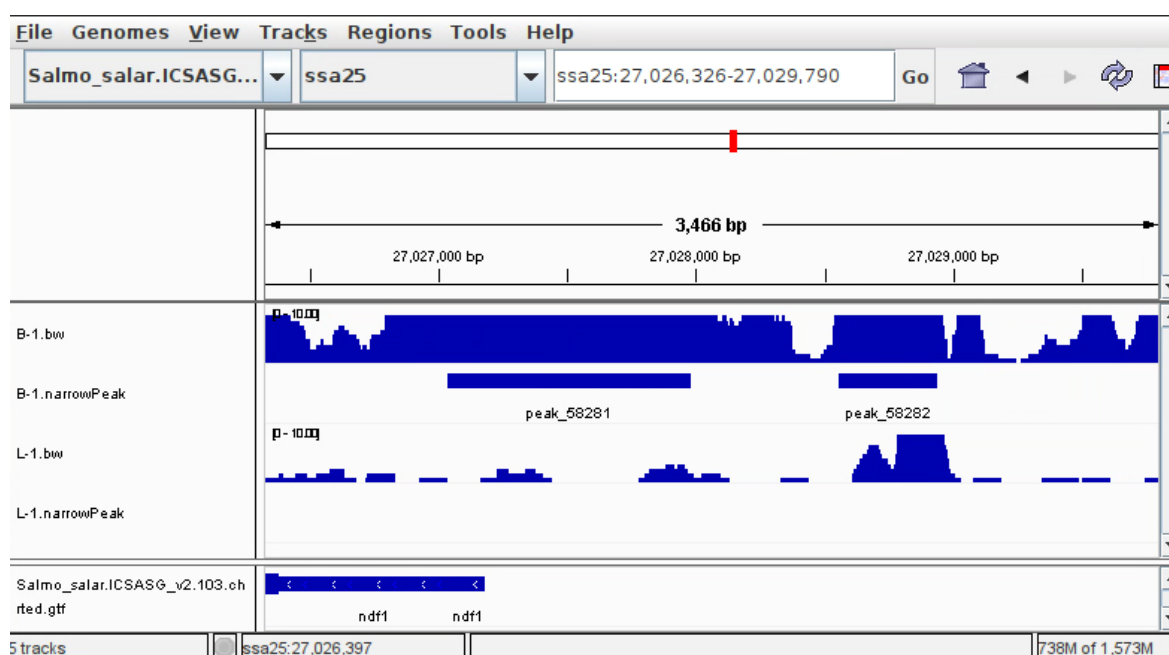 File Genomes View Tracks Regions Tools Help
Salmo_salar.ICSASG... ssa25 ssa25:27,026,326-27,029,790 Go
3,466 bp
27,027,000 bp 27,028,000 bp 27,029,000 bp
[0 - 10.00]
B-1.bw
B-1.narrowPeak
peak_58281 peak_58282
[0 - 10.00]
L-1.bw
L-1.narrowPeak
Salmo_salar.ICSASG_v2.103.ch
rted.gtf
ndf1 ndf1
5 tracks ssa25:27,026,397 738M of 1,573M